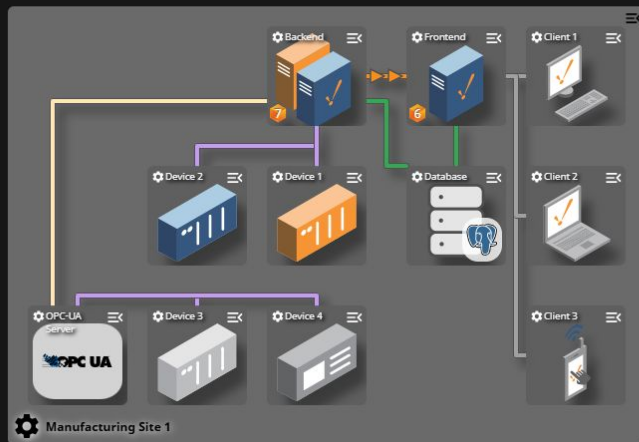 Backend
Frontend
Client 1
7
6
Device 2
Device 1
Database
Client 2
OPC-UA
Server
Device 3
Device 4
Client 3
OPC UA
Manufacturing Site 1